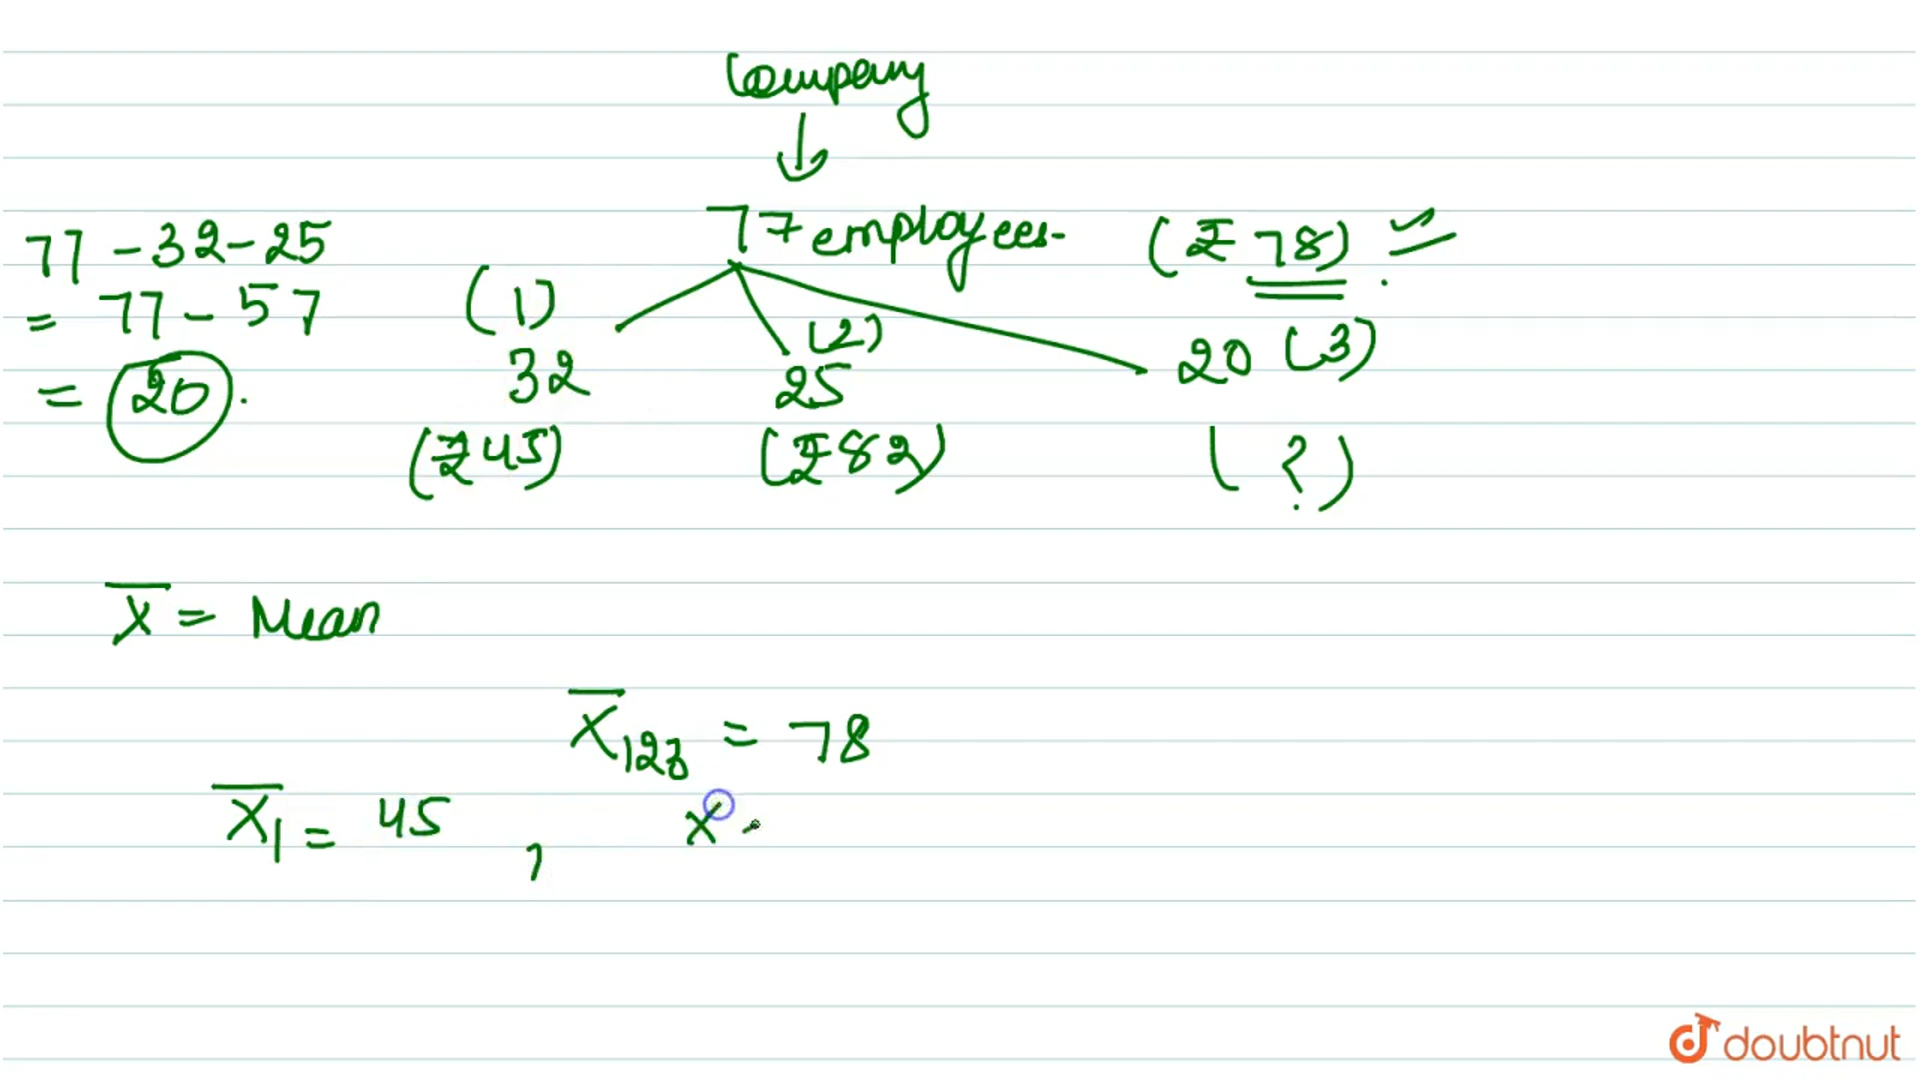 Company
↓
77 employees. (₹ 78)
77 - 32 - 25
= 77 - 57
= 20.
(1) (2) (3)
32 25 20
(₹45) (₹82) ( ? )
X̅ = Mean
X̅₁₂₃ = 78
X̅₁ = 45 , X
doubtnut